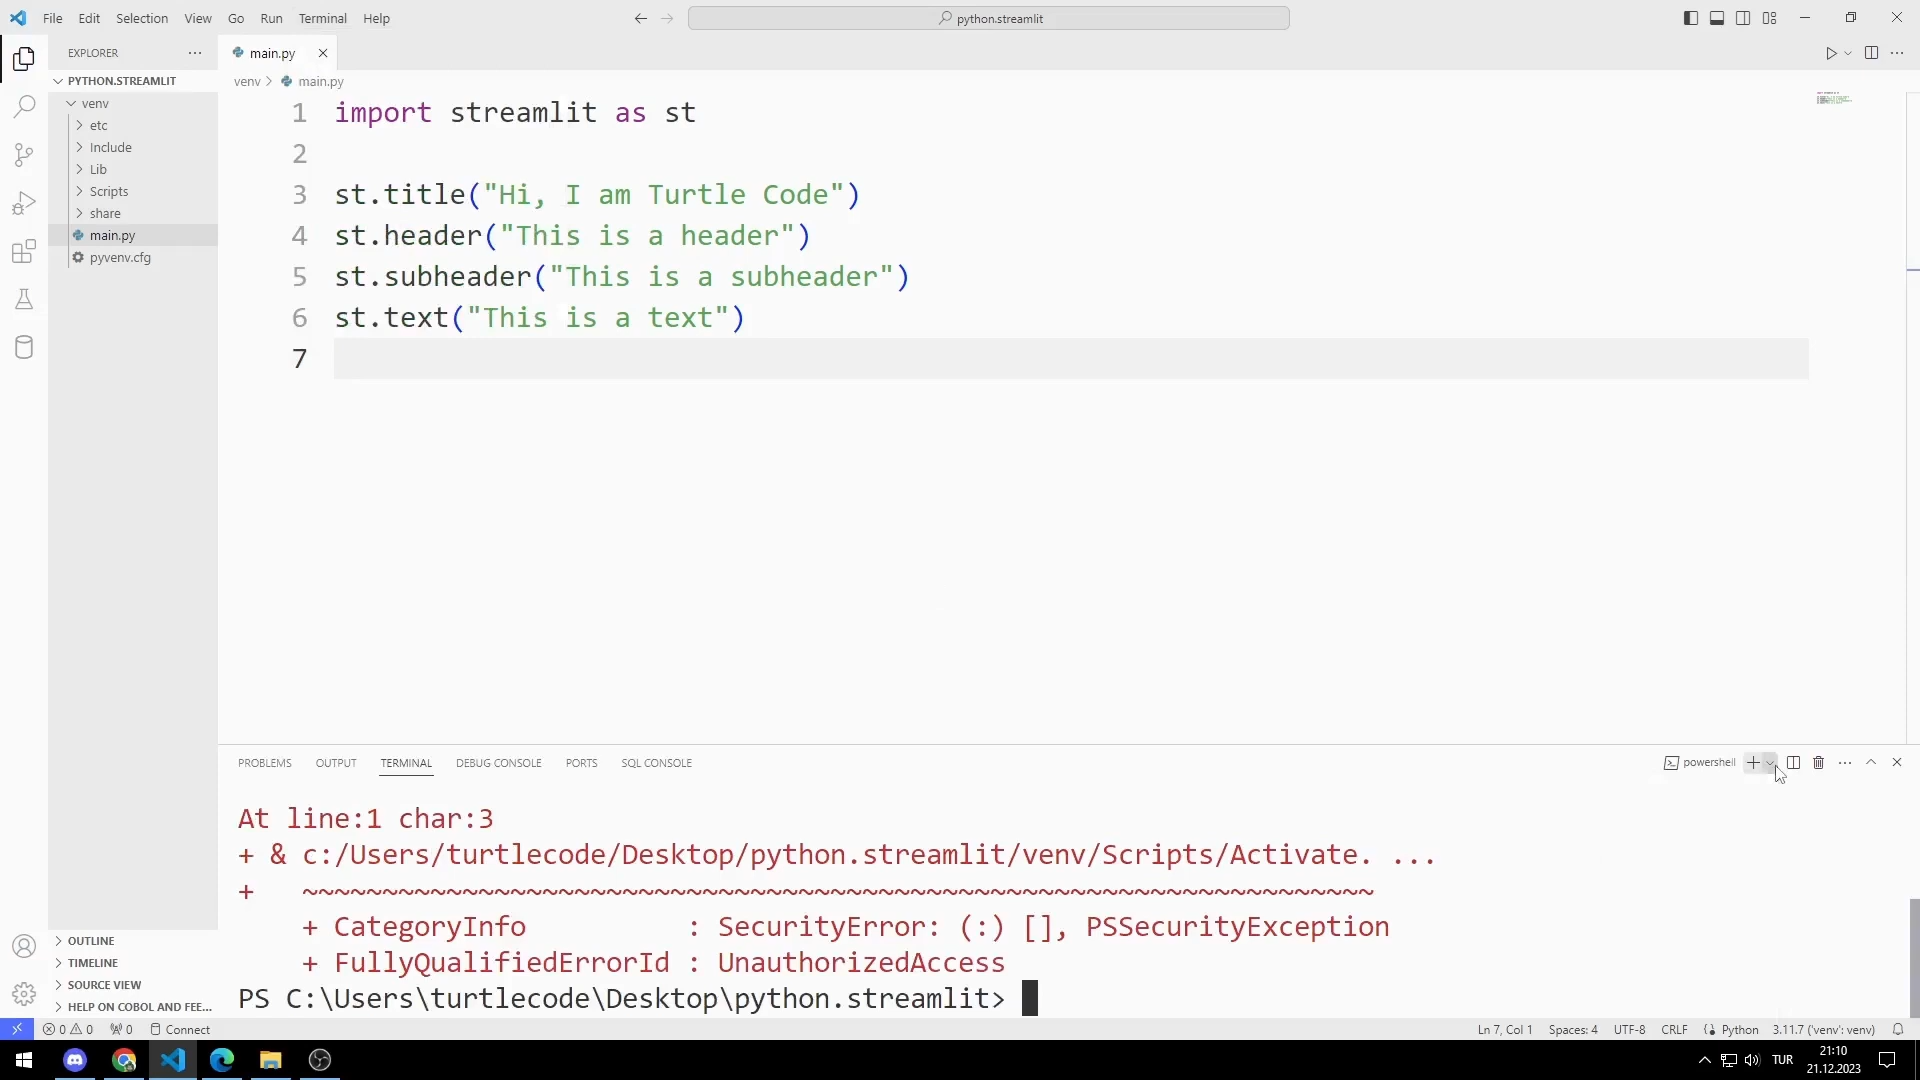 File Edit Selection View Go Run Terminal Help
python.streamlit
EXPLORER
main.py
PYTHON.STREAMLIT
venv > main.py
venv
etc
Include
Lib
Scripts
share
main.py
pyvenv.cfg
1 import streamlit as st
2
3 st.title("Hi, I am Turtle Code")
4 st.header("This is a header")
5 st.subheader("This is a subheader")
6 st.text("This is a text")
7
PROBLEMS OUTPUT TERMINAL DEBUG CONSOLE PORTS SQL CONSOLE
powershell
At line:1 char:3
+ & c:/Users/turtlecode/Desktop/python.streamlit/venv/Scripts/Activate. ...
+ ~~~~~~~~~~~~~~~~~~~~~~~~~~~~~~~~~~~~~~~~~~~~~~~~~~~~~~~~~~~~~~~~~~~
+ CategoryInfo : SecurityError: (:) [], PSSecurityException
+ FullyQualifiedErrorId : UnauthorizedAccess
PS C:\Users\turtlecode\Desktop\python.streamlit>
OUTLINE
TIMELINE
SOURCE VIEW
HELP ON COBOL AND FEE...
0 0 0 Connect
Ln 7, Col 1 Spaces: 4 UTF-8 CRLF Python 3.11.7 ('venv': venv)
TUR
21:10
21.12.2023